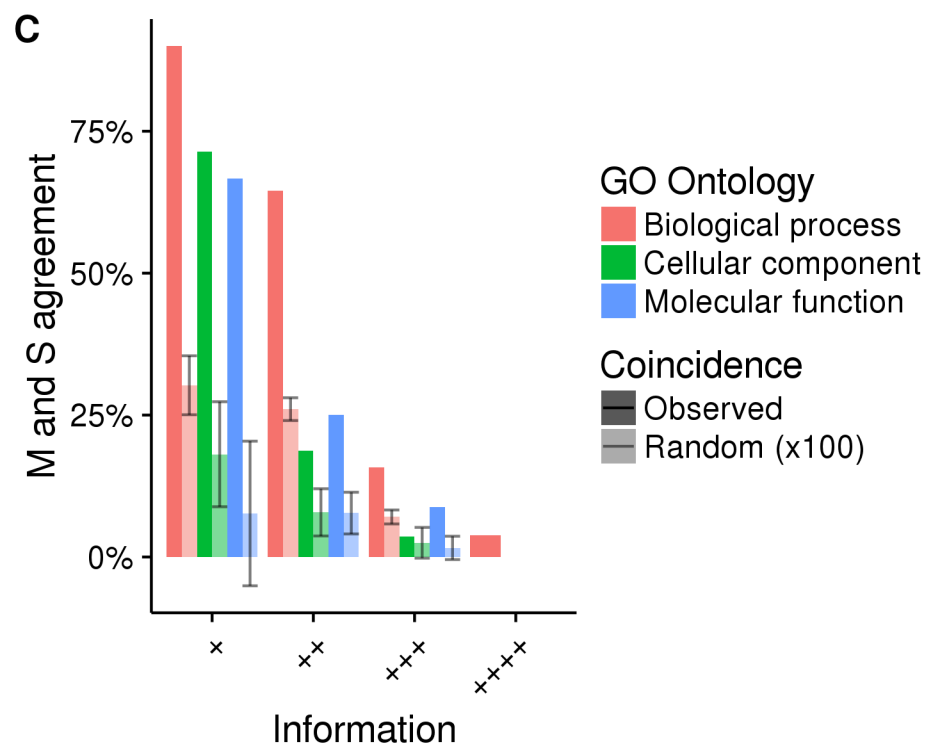 C
M and S agreement
75%
50%
25%
0%
+
++
+++
++++
Information
GO Ontology
Biological process
Cellular component
Molecular function
Coincidence
Observed
Random (x100)